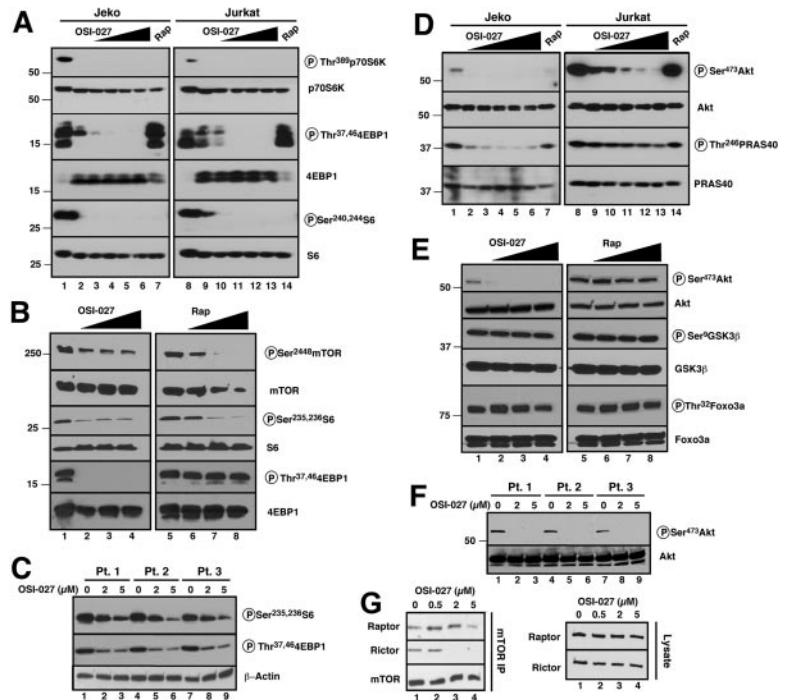 A
Jeko
Jurkat
OSI-027
Rap
OSI-027
Rap
50
Ⓟ Thr389p70S6K
50
p70S6K
15
Ⓟ Thr37,464EBP1
15
4EBP1
25
Ⓟ Ser240,244S6
25
S6
1 2 3 4 5 6 7 8 9 10 11 12 13 14
B
OSI-027
Rap
250
Ⓟ Ser2448mTOR
mTOR
25
Ⓟ Ser235,236S6
S6
15
Ⓟ Thr37,464EBP1
4EBP1
1 2 3 4 5 6 7 8
C
Pt. 1 Pt. 2 Pt. 3
OSI-027 (μM) 0 2 5 0 2 5 0 2 5
Ⓟ Ser235,236S6
Ⓟ Thr37,464EBP1
β-Actin
1 2 3 4 5 6 7 8 9
D
Jeko
Jurkat
OSI-027
Rap
OSI-027
Rap
50
Ⓟ Ser473Akt
Akt
37
Ⓟ Thr246PRAS40
37
PRAS40
1 2 3 4 5 6 7 8 9 10 11 12 13 14
E
OSI-027
Rap
50
Ⓟ Ser473Akt
Akt
37
Ⓟ Ser9GSK3β
GSK3β
75
Ⓟ Thr32Foxo3a
Foxo3a
1 2 3 4 5 6 7 8
F
Pt. 1 Pt. 2 Pt. 3
OSI-027 (μM) 0 2 5 0 2 5 0 2 5
50
Ⓟ Ser473Akt
Akt
1 2 3 4 5 6 7 8 9
G
OSI-027 (μM)
0 0.5 2 5
Raptor
Rictor
mTOR
1 2 3 4
mTOR IP
OSI-027 (μM)
0 0.5 2 5
Raptor
Rictor
1 2 3 4
Lysate